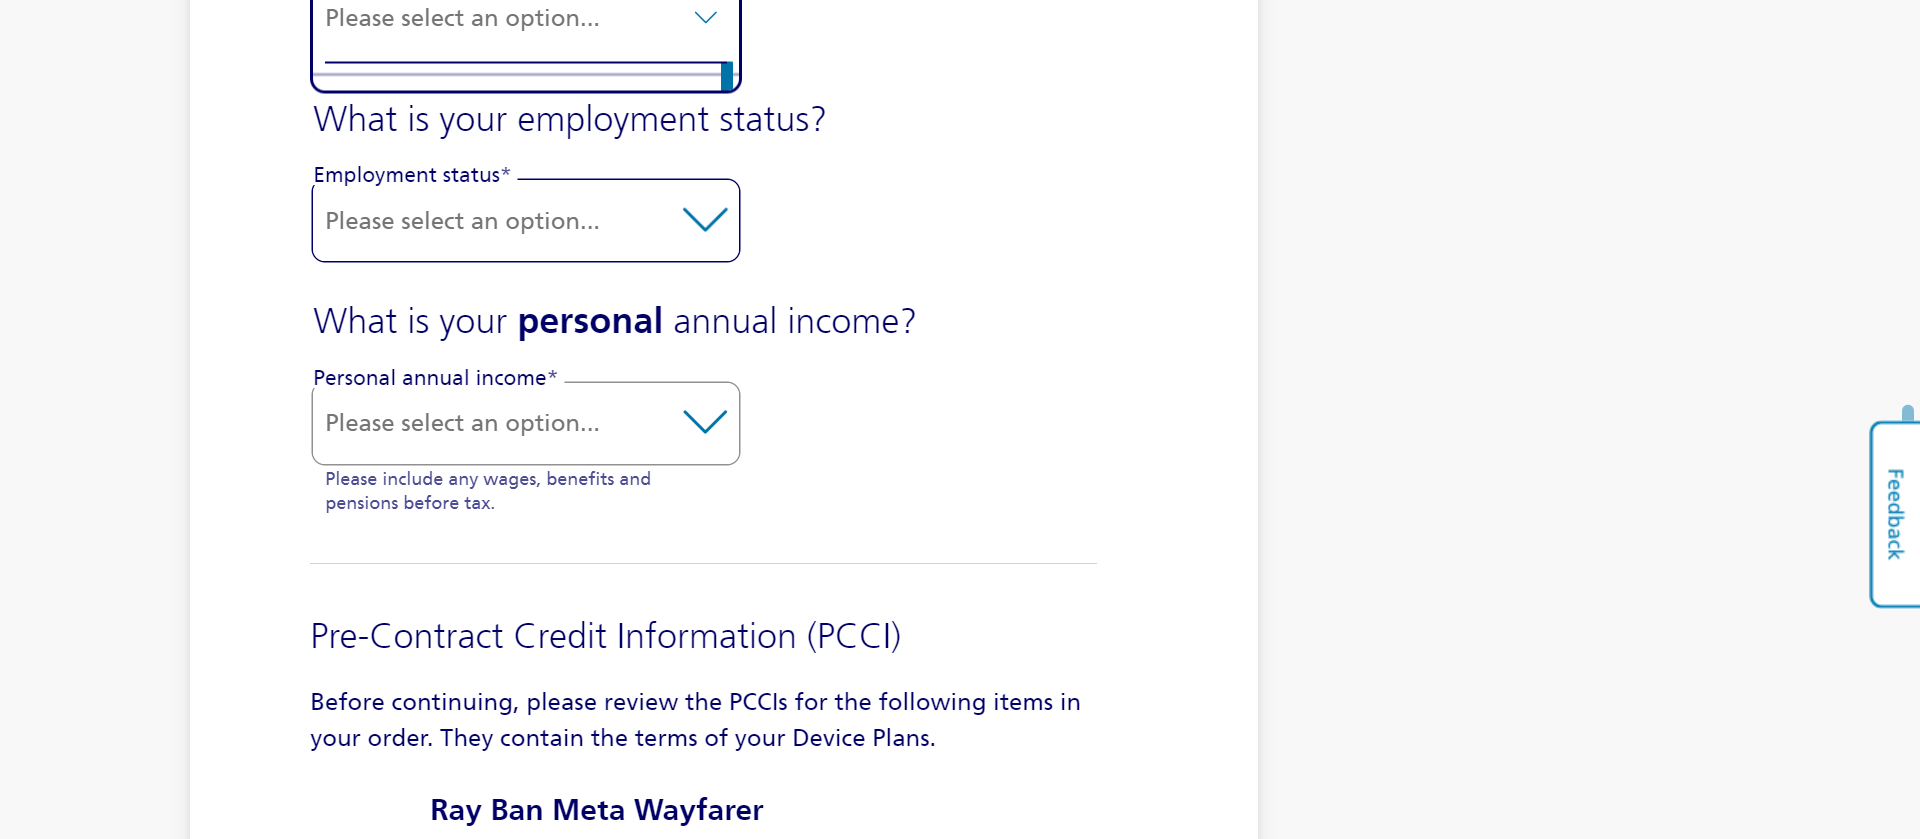 Please select an option...
What is your employment status?
Employment status*
Please select an option...
What is your personal annual income?
Personal annual income*
Please select an option...
Please include any wages, benefits and
pensions before tax.
Feedback
Pre-Contract Credit Information (PCCI)
Before continuing, please review the PCCIs for the following items in
your order. They contain the terms of your Device Plans.
Ray Ban Meta Wayfarer